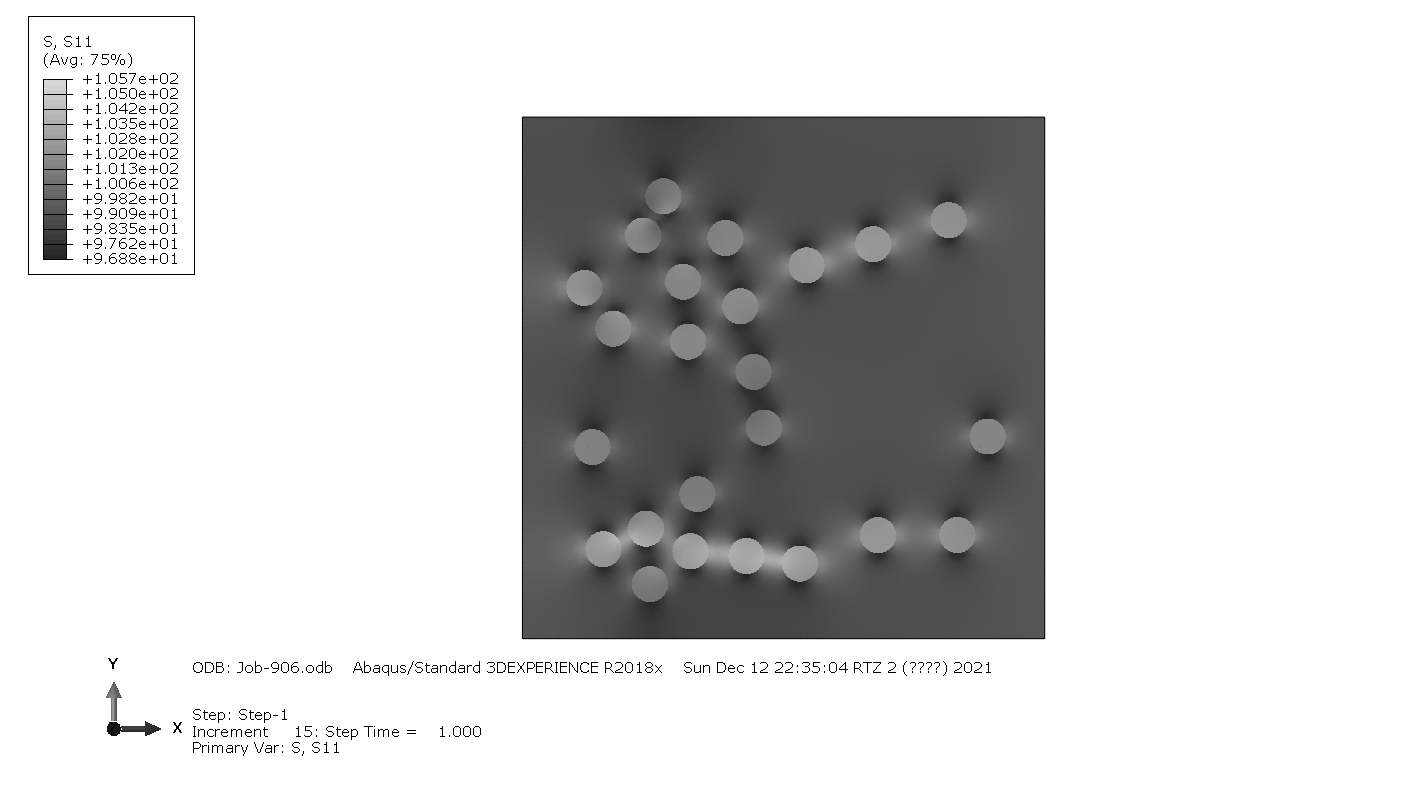 S, S11
(Avg: 75%)
+1.057e+02
+1.050e+02
+1.042e+02
+1.035e+02
+1.028e+02
+1.020e+02
+1.013e+02
+1.006e+02
+9.982e+01
+9.909e+01
+9.835e+01
+9.762e+01
+9.688e+01
Y
X
ODB: Job-906.odb    Abaqus/Standard 3DEXPERIENCE R2018x    Sun Dec 12 22:35:04 RTZ 2 (????) 2021
Step: Step-1
Increment     15: Step Time =    1.000
Primary Var: S, S11